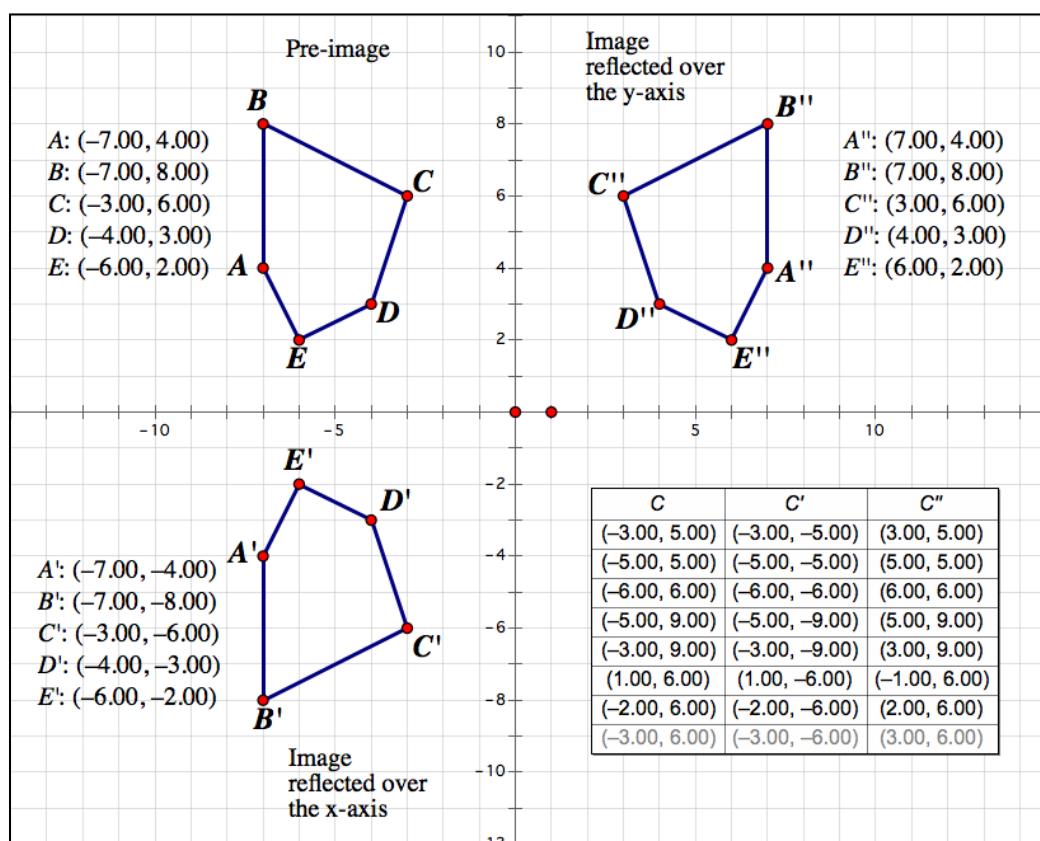 Pre-image
Image
reflected over
the y-axis
A: (–7.00, 4.00)
B: (–7.00, 8.00)
C: (–3.00, 6.00)
D: (–4.00, 3.00)
E: (–6.00, 2.00)
B
C
A
D
E
B"
C"
A"
D"
E"
A": (7.00, 4.00)
B": (7.00, 8.00)
C": (3.00, 6.00)
D": (4.00, 3.00)
E": (6.00, 2.00)
10
8
6
4
2
-10
-5
5
10
-2
-4
-6
-8
-10
E'
D'
A'
C'
B'
A': (–7.00, –4.00)
B': (–7.00, –8.00)
C': (–3.00, –6.00)
D': (–4.00, –3.00)
E': (–6.00, –2.00)
Image
reflected over
the x-axis
C C' C"
(–3.00, 5.00) (–3.00, –5.00) (3.00, 5.00)
(–5.00, 5.00) (–5.00, –5.00) (5.00, 5.00)
(–6.00, 6.00) (–6.00, –6.00) (6.00, 6.00)
(–5.00, 9.00) (–5.00, –9.00) (5.00, 9.00)
(–3.00, 9.00) (–3.00, –9.00) (3.00, 9.00)
(1.00, 6.00) (1.00, –6.00) (–1.00, 6.00)
(–2.00, 6.00) (–2.00, –6.00) (2.00, 6.00)
(–3.00, 6.00) (–3.00, –6.00) (3.00, 6.00)